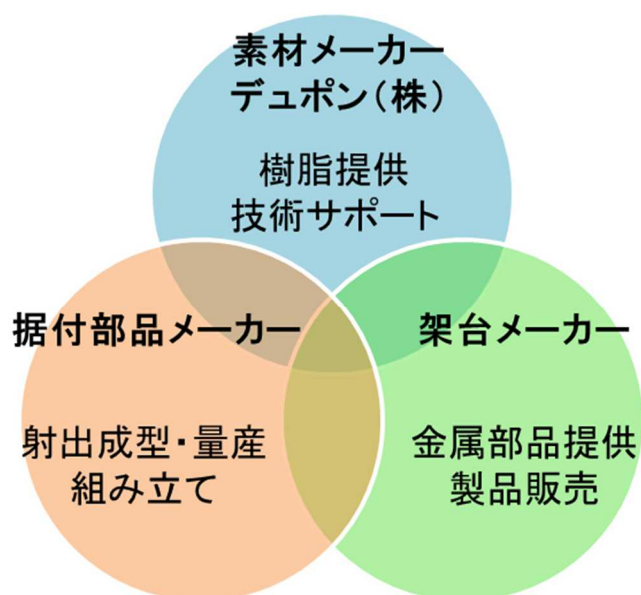 素材メーカー
デュポン（株）
樹脂提供
技術サポート
据付部品メーカー
射出成型・量産
組み立て
架台メーカー
金属部品提供
製品販売